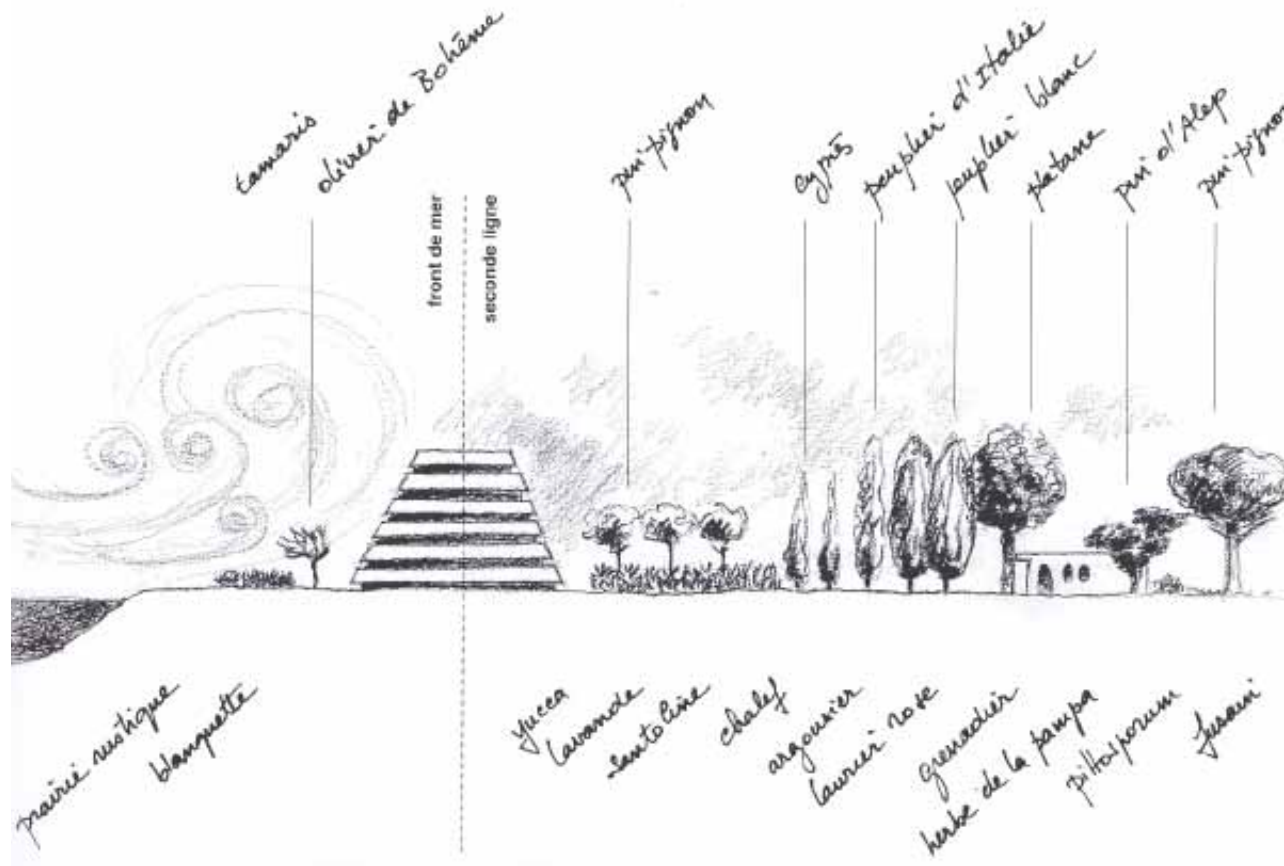 tamaris
olivier de Bohême
front de mer
seconde ligne
pin pignon
cyprès
peuplier d'Italie
peuplier blanc
platane
pin d'Alep
pin pignon
prairie rustique
blanquette
yucca
lavande
santoline
chalef
argousier
laurier rose
grenadier
herbe de la pampa
pittosporum
fusain